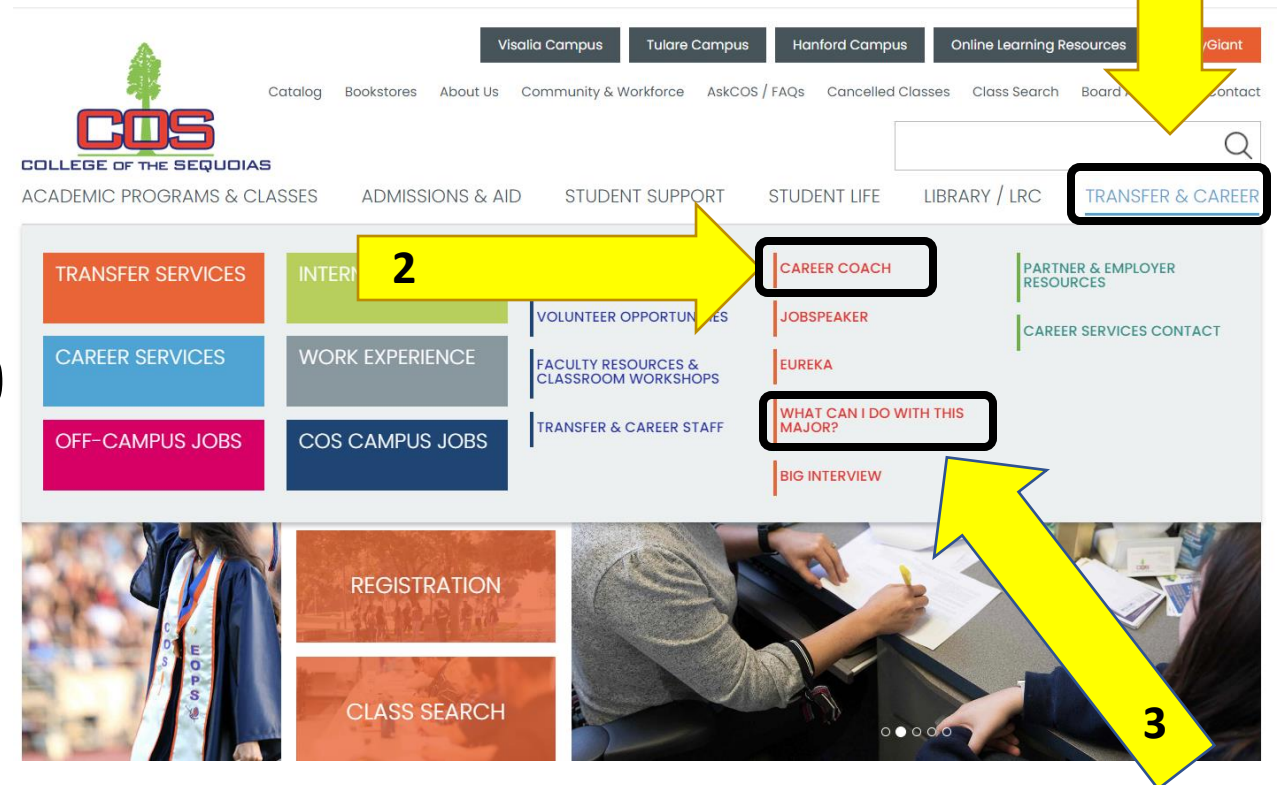 Visalia Campus Tulare Campus Hanford Campus Online Learning Resources Giant
Catalog Bookstores About Us Community & Workforce AskCOS / FAQs Cancelled Classes Class Search Board Contact
COS
COLLEGE OF THE SEQUOIAS
ACADEMIC PROGRAMS & CLASSES ADMISSIONS & AID STUDENT SUPPORT STUDENT LIFE LIBRARY / LRC TRANSFER & CAREER
TRANSFER SERVICES
CAREER SERVICES
OFF-CAMPUS JOBS
WORK EXPERIENCE
COS CAMPUS JOBS
2
VOLUNTEER OPPORTUNITIES
FACULTY RESOURCES &
CLASSROOM WORKSHOPS
TRANSFER & CAREER STAFF
CAREER COACH
JOBSPEAKER
EUREKA
WHAT CAN I DO WITH THIS
MAJOR?
BIG INTERVIEW
PARTNER & EMPLOYER
RESOURCES
CAREER SERVICES CONTACT
COS
EOPS
REGISTRATION
CLASS SEARCH
3